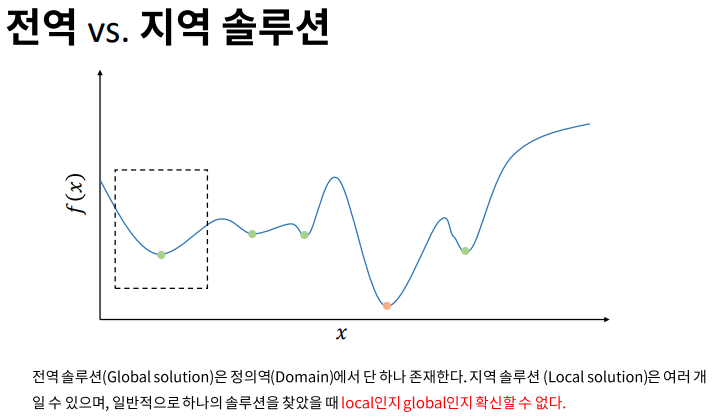 전역 vs. 지역 솔루션
f(x)
x
전역 솔루션(Global solution)은 정의역(Domain)에서 단 하나 존재한다. 지역 솔루션 (Local solution)은 여러 개
일 수 있으며, 일반적으로 하나의 솔루션을 찾았을 때 local인지 global인지 확신할 수 없다.